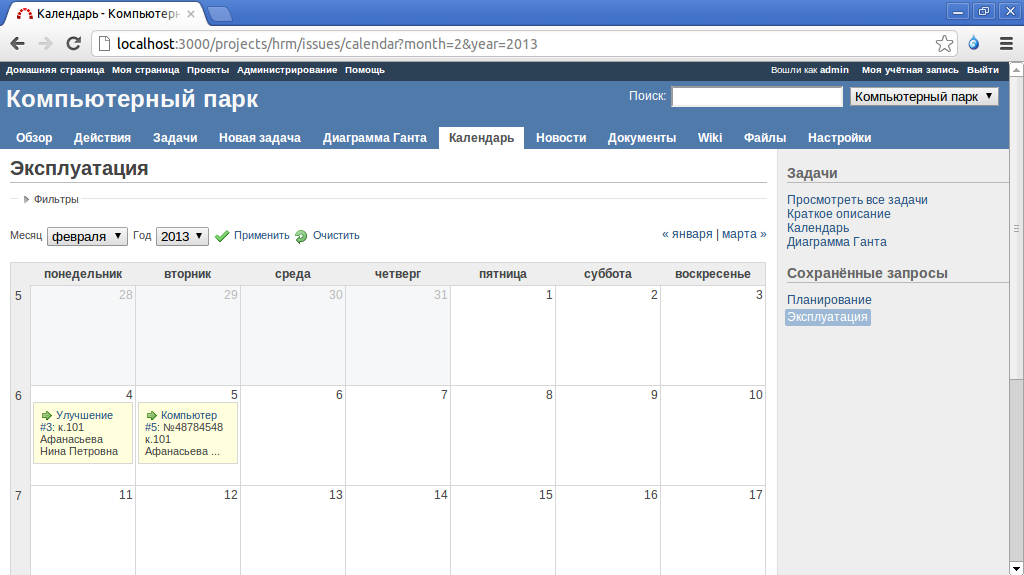 Календарь - Компьютерн
localhost:3000/projects/hrm/issues/calendar?month=2&year=2013
Домашняя страница Моя страница Проекты Администрирование Помощь Вошли как admin Моя учётная запись Выйти
Компьютерный парк Поиск: Компьютерный парк
Обзор Действия Задачи Новая задача Диаграмма Ганта Календарь Новости Документы Wiki Файлы Настройки
Эксплуатация
Фильтры
Месяц февраля Год 2013 Применить Очистить « января | марта »
понедельник вторник среда четверг пятница суббота воскресенье
5 28 29 30 31 1 2 3
6 4 5 6 7 8 9 10
Улучшение
#3: к.101
Афанасьева
Нина Петровна
Компьютер
#5: №48784548
к.101
Афанасьева ...
7 11 12 13 14 15 16 17
Задачи
Просмотреть все задачи
Краткое описание
Календарь
Диаграмма Ганта
Сохранённые запросы
Планирование
Эксплуатация